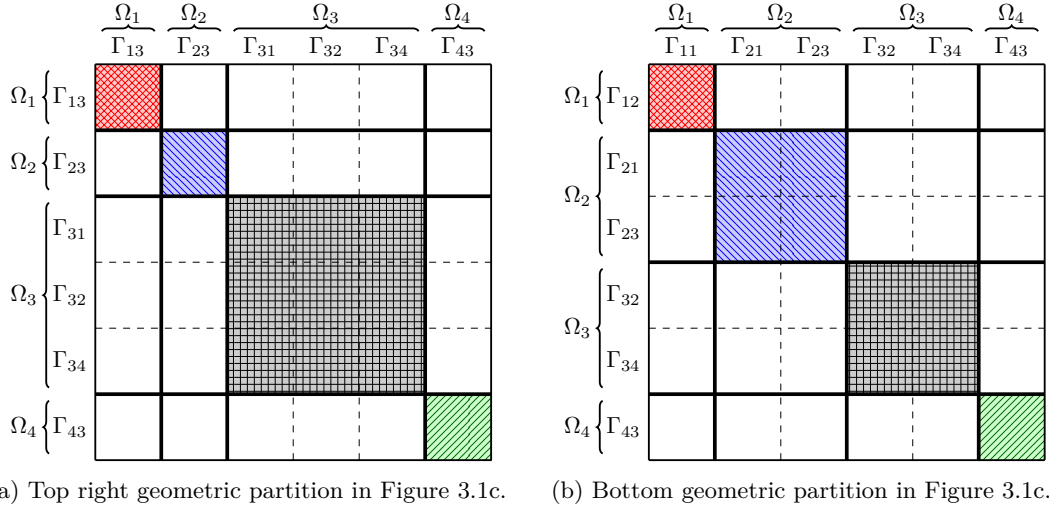 Ω₁ Ω₂ Ω₃ Ω₄
Γ₁₃ Γ₂₃ Γ₃₁ Γ₃₂ Γ₃₄ Γ₄₃
Ω₁ Γ₁₃
Ω₂ Γ₂₃
Γ₃₁
Ω₃ Γ₃₂
Γ₃₄
Ω₄ Γ₄₃
a) Top right geometric partition in Figure 3.1c.
Ω₁ Ω₂ Ω₃ Ω₄
Γ₁₁ Γ₂₁ Γ₂₃ Γ₃₂ Γ₃₄ Γ₄₃
Ω₁ Γ₁₂
Γ₂₁
Ω₂
Γ₂₃
Γ₃₂
Ω₃
Γ₃₄
Ω₄ Γ₄₃
(b) Bottom geometric partition in Figure 3.1c.